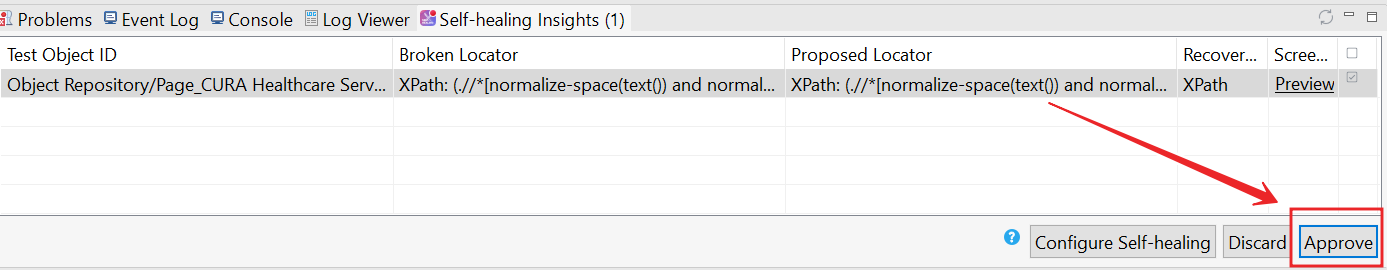 Problems Event Log Console Log Viewer Self-healing Insights (1)
Test Object ID Broken Locator Proposed Locator Recover... Scree...
Object Repository/Page_CURA Healthcare Serv... XPath: (.//*[normalize-space(text()) and normal... XPath: (.//*[normalize-space(text()) and normal... XPath Preview
? Configure Self-healing Discard Approve